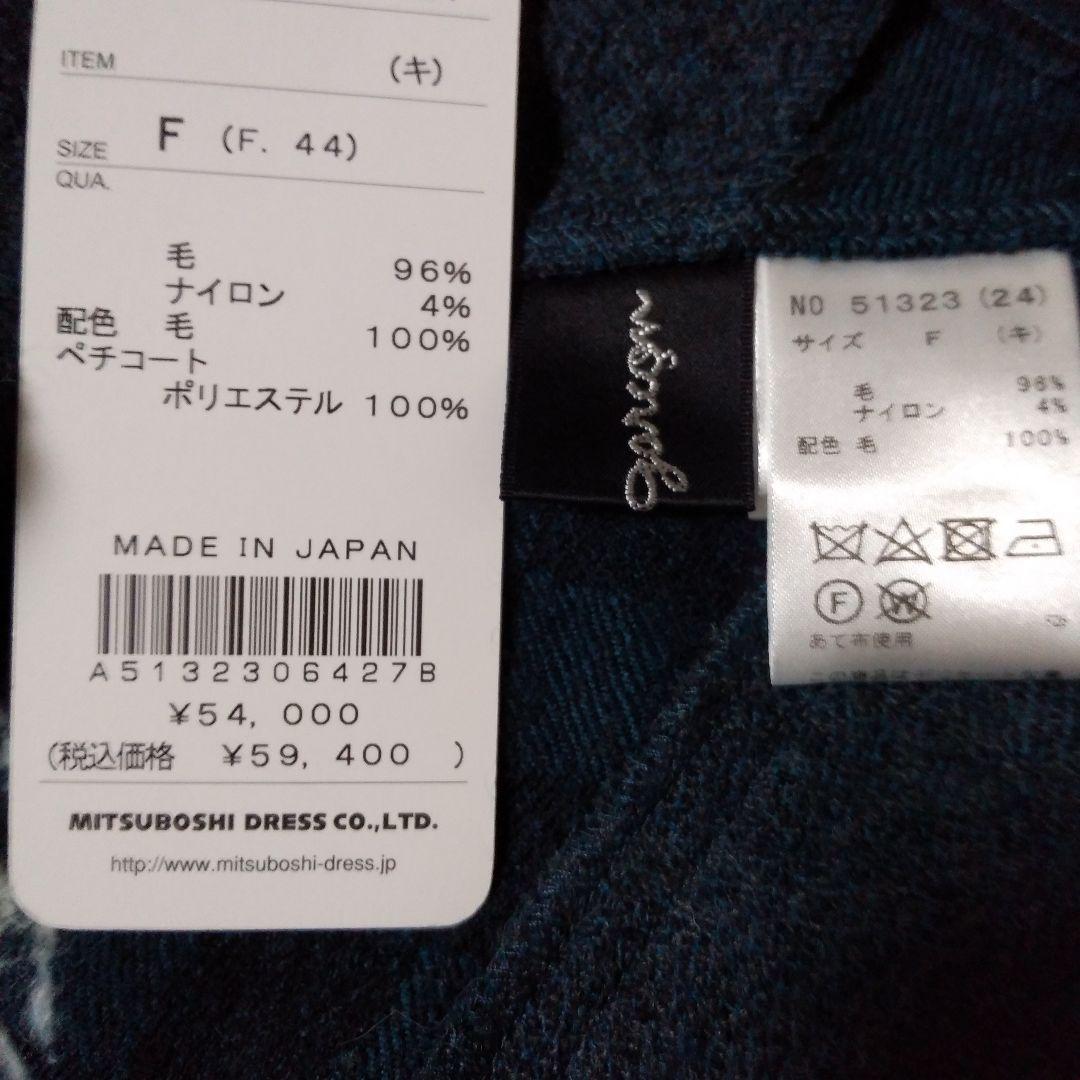 ITEM (キ)
SIZE F (F. 44)
QUA.
毛 96%
ナイロン 4%
配色 毛 100%
ペチコート
ポリエステル 100%
MADE IN JAPAN
A5132306427B
¥54, 000
(税込価格 ¥59, 400 )
MITSUBOSHI DRESS CO.,LTD.
http://www.mitsuboshi-dress.jp
NO 51323 (24)
サイズ F (キ)
毛 96%
ナイロン 4%
配色 毛 100%
F W
あて布使用